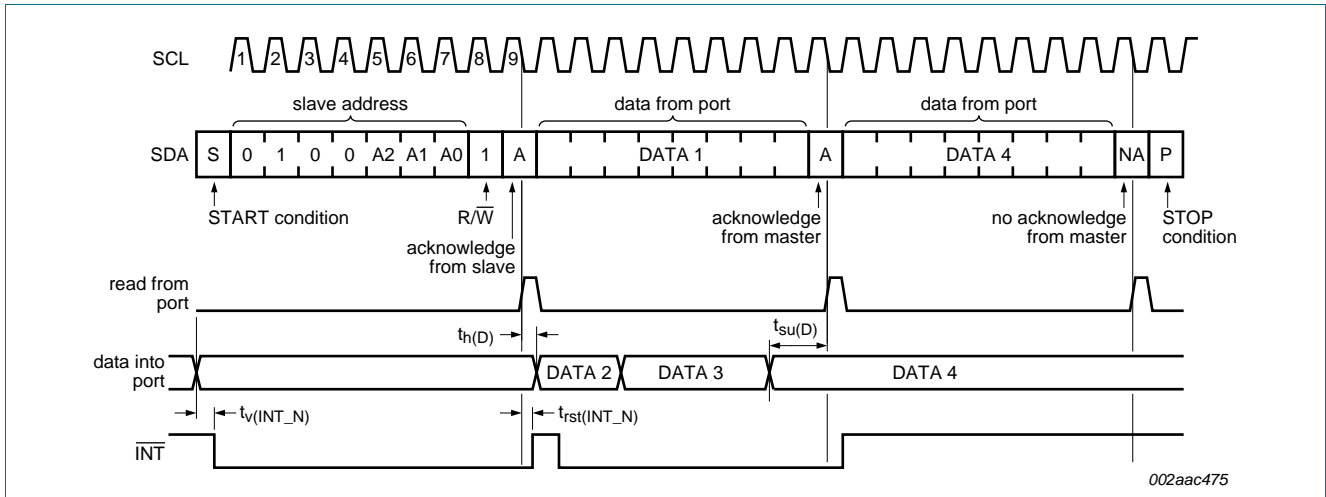 SCL 1 2 3 4 5 6 7 8 9
slave address data from port data from port
SDA S 0 1 0 0 A2 A1 A0 1 A DATA 1 A DATA 4 NA P
START condition R/W̅ acknowledge from slave acknowledge from master no acknowledge from master STOP condition
read from port
th(D) tsu(D)
data into port DATA 2 DATA 3 DATA 4
tv(INT_N) trst(INT_N)
I̅N̅T̅
002aac475